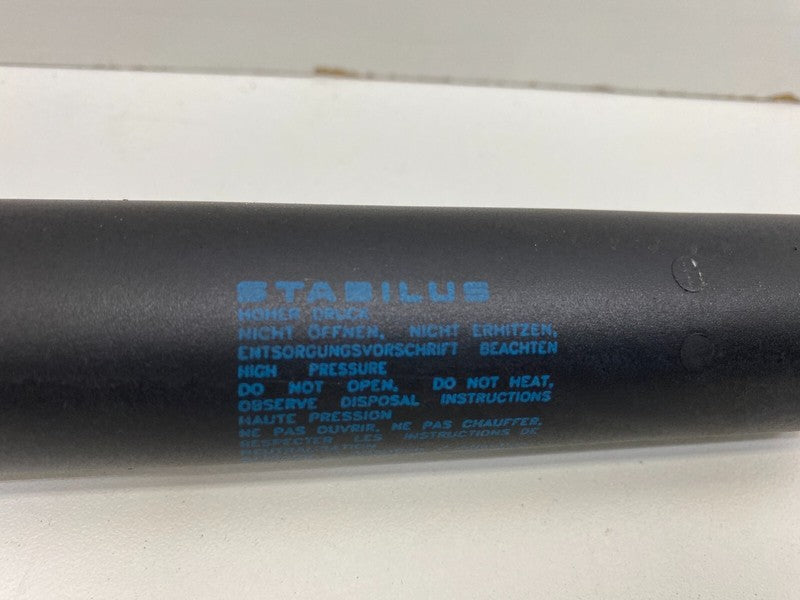 STABILUS
HOHER DRUCK
NICHT ÖFFNEN, NICHT ERHITZEN,
ENTSORGUNGSVORSCHRIFT BEACHTEN
HIGH PRESSURE
DO NOT OPEN, DO NOT HEAT,
OBSERVE DISPOSAL INSTRUCTIONS
HAUTE PRESSION
NE PAS OUVRIR, NE PAS CHAUFFER,
RESPECTER LES INSTRUCTIONS DE
NEUTRALISATION